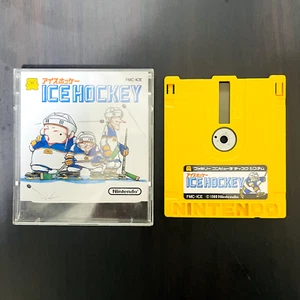 アイスホッケー
FMC-ICE
ICE HOCKEY
Nintendo
ファミリー コンピュータ ディスク システム
アイスホッケー
ICE HOCKEY
FMC-ICE
©1988 Nintendo
NINTENDO